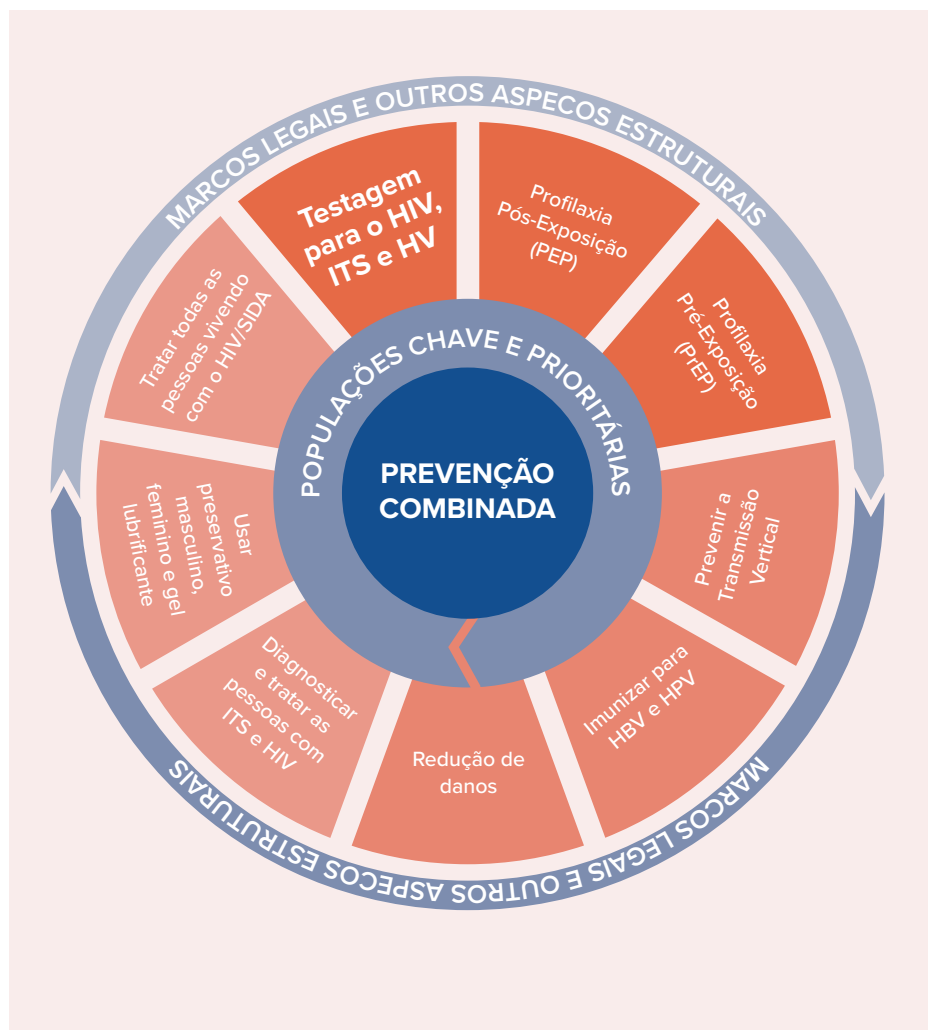 MARCOS LEGAIS E OUTROS ASPECOS ESTRUTURAIS
Testagem
para o HIV,
ITS e HV
Profilaxia
Pós-Exposição
(PEP)
Profilaxia
Pré-Exposição
(PrEP)
Prevenir a
Transmissão
Vertical
Imunizar para
HBV e HPV
Redução de
danos
Diagnosticar
e tratar as
pessoas com
ITS e HIV
Usar
preservativo
masculino,
feminino e gel
lubrificante
Tratar todas as
pessoas vivendo
com o HIV/SIDA
POPULAÇÕES CHAVE E PRIORITÁRIAS
PREVENÇÃO
COMBINADA
MARCOS LEGAIS E OUTROS ASPECOS ESTRUTURAIS